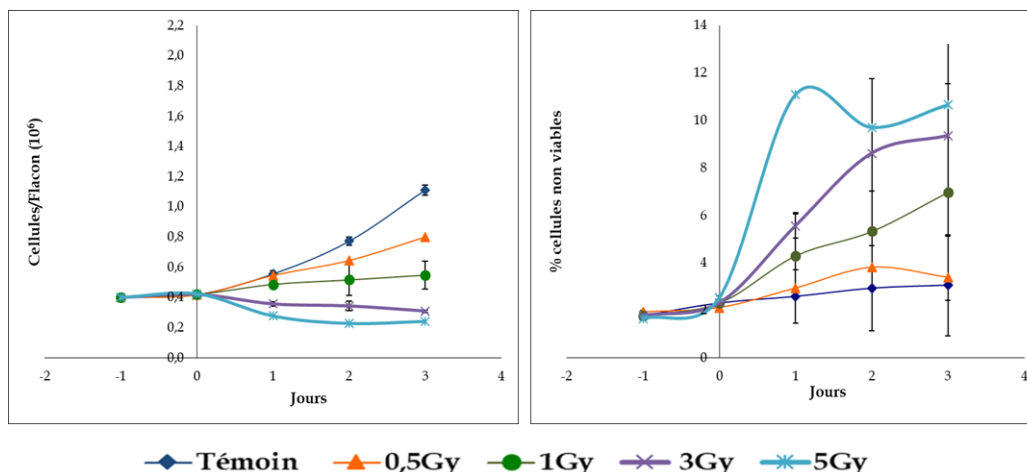 Cellules/Flacon (10⁶)
2,2
2,0
1,8
1,6
1,4
1,2
1,0
0,8
0,6
0,4
0,2
0,0
-2 -1 0 1 2 3 4
Jours
% cellules non viables
14
12
10
8
6
4
2
0
-2 -1 0 1 2 3 4
Jours
Témoin 0,5Gy 1Gy 3Gy 5Gy